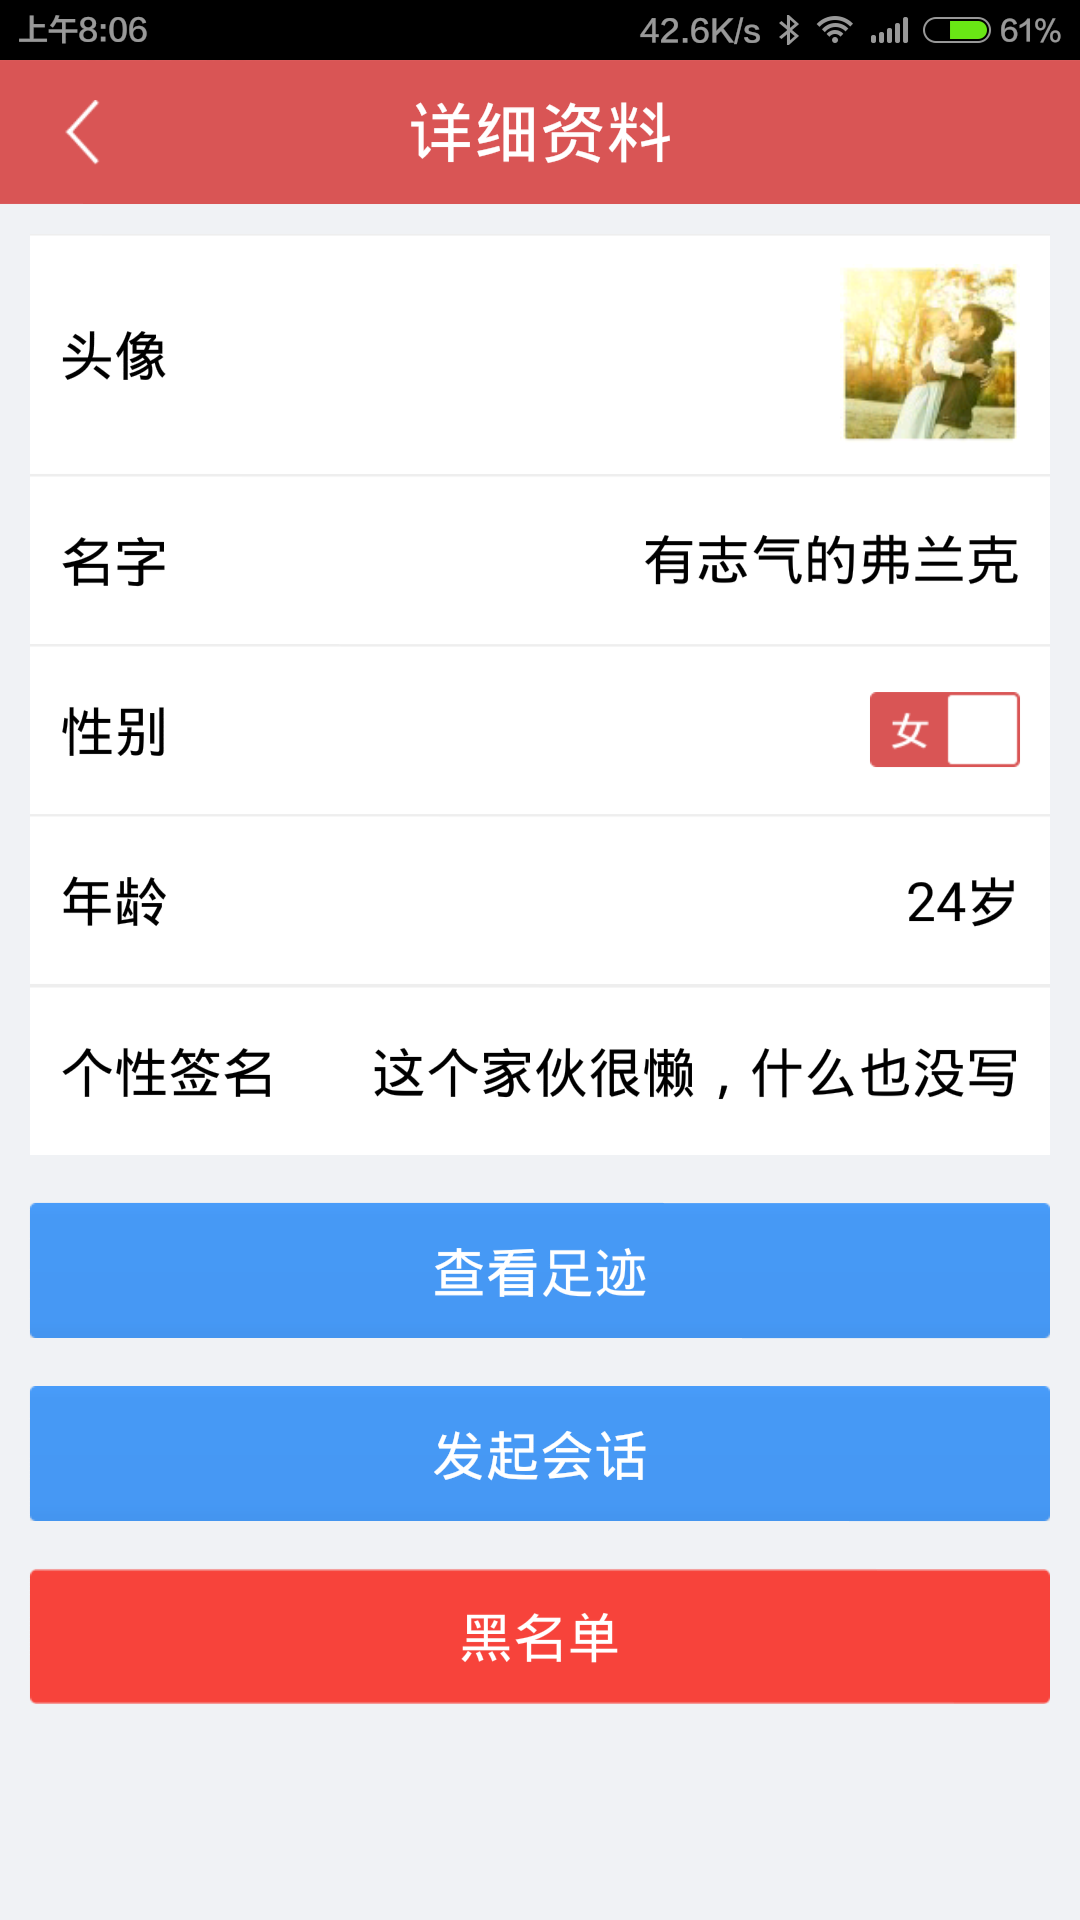 上午8:06 42.6K/s 61%
详细资料
头像
名字 有志气的弗兰克
性别 女
年龄 24岁
个性签名 这个家伙很懒，什么也没写
查看足迹
发起会话
黑名单